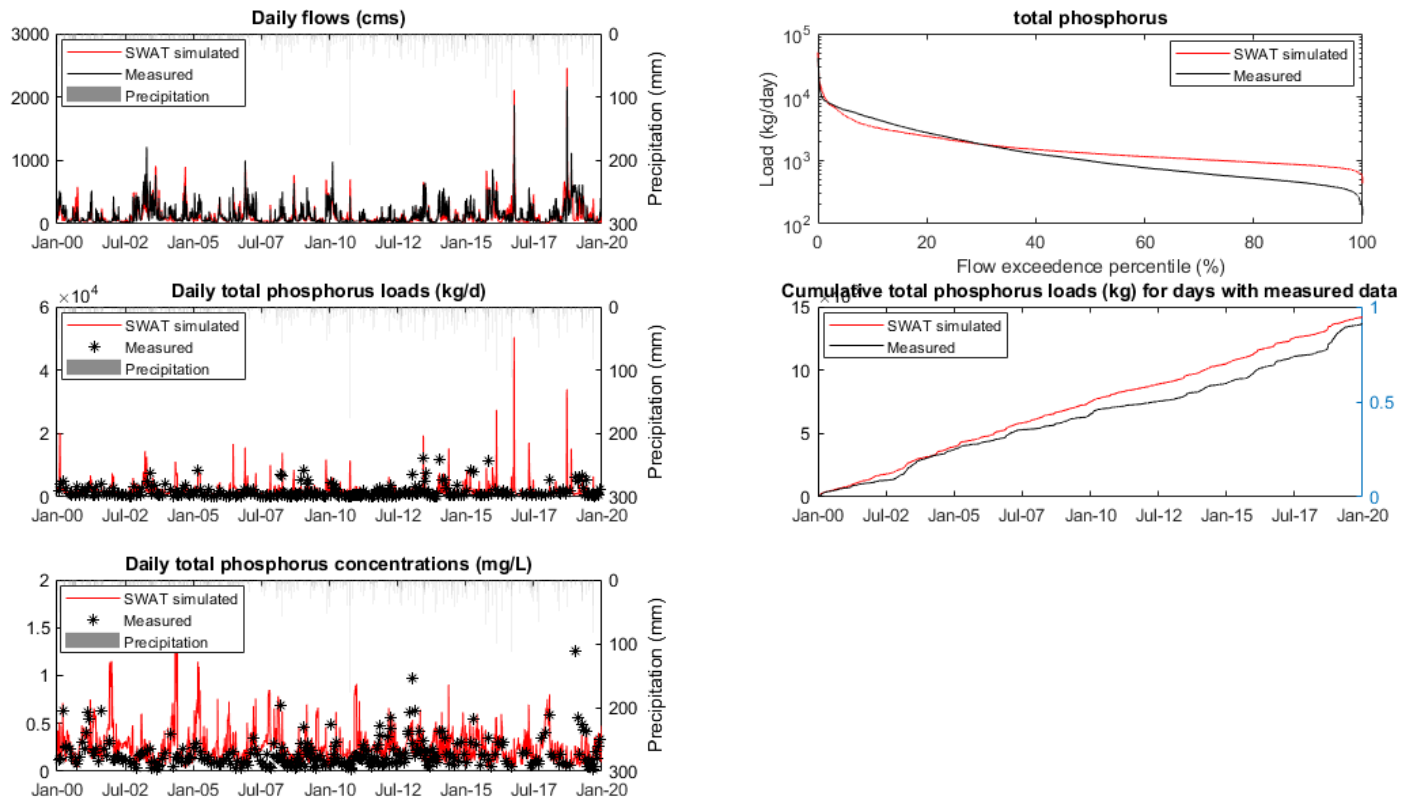 Daily flows (cms)
3000
2000
1000
0
0
100
200
300
Precipitation (mm)
SWAT simulated
Measured
Precipitation
Jan-00 Jul-02 Jan-05 Jul-07 Jan-10 Jul-12 Jan-15 Jul-17 Jan-20
total phosphorus
10^5
10^4
10^3
10^2
Load (kg/day)
SWAT simulated
Measured
0 20 40 60 80 100
Flow exceedence percentile (%)
Daily total phosphorus loads (kg/d)
×10^4
6
4
2
0
0
100
200
300
Precipitation (mm)
SWAT simulated
Measured
Precipitation
Jan-00 Jul-02 Jan-05 Jul-07 Jan-10 Jul-12 Jan-15 Jul-17 Jan-20
Cumulative total phosphorus loads (kg) for days with measured data
15
10
5
0
1
0.5
0
SWAT simulated
Measured
Jan-00 Jul-02 Jan-05 Jul-07 Jan-10 Jul-12 Jan-15 Jul-17 Jan-20
Daily total phosphorus concentrations (mg/L)
2
1.5
1
0.5
0
0
100
200
300
Precipitation (mm)
SWAT simulated
Measured
Precipitation
Jan-00 Jul-02 Jan-05 Jul-07 Jan-10 Jul-12 Jan-15 Jul-17 Jan-20